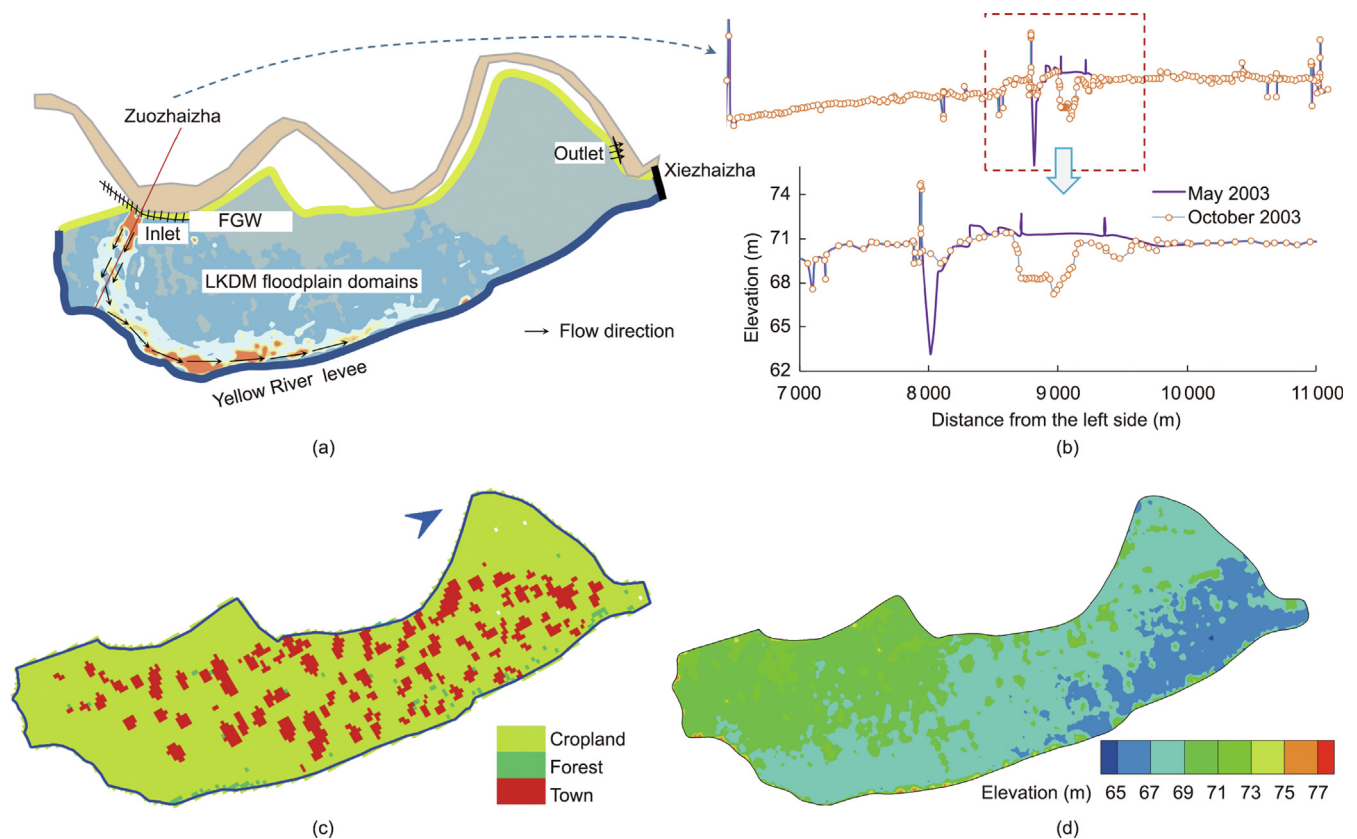 Zuozhaizha
Outlet
Xiezhaizha
Inlet
FGW
LKDM floodplain domains
Flow direction
Yellow River levee
(a)
74
71
68
65
62
Elevation (m)
May 2003
October 2003
7 000
8 000
9 000
10 000
11 000
Distance from the left side (m)
(b)
Cropland
Forest
Town
(c)
Elevation (m)
65
67
69
71
73
75
77
(d)